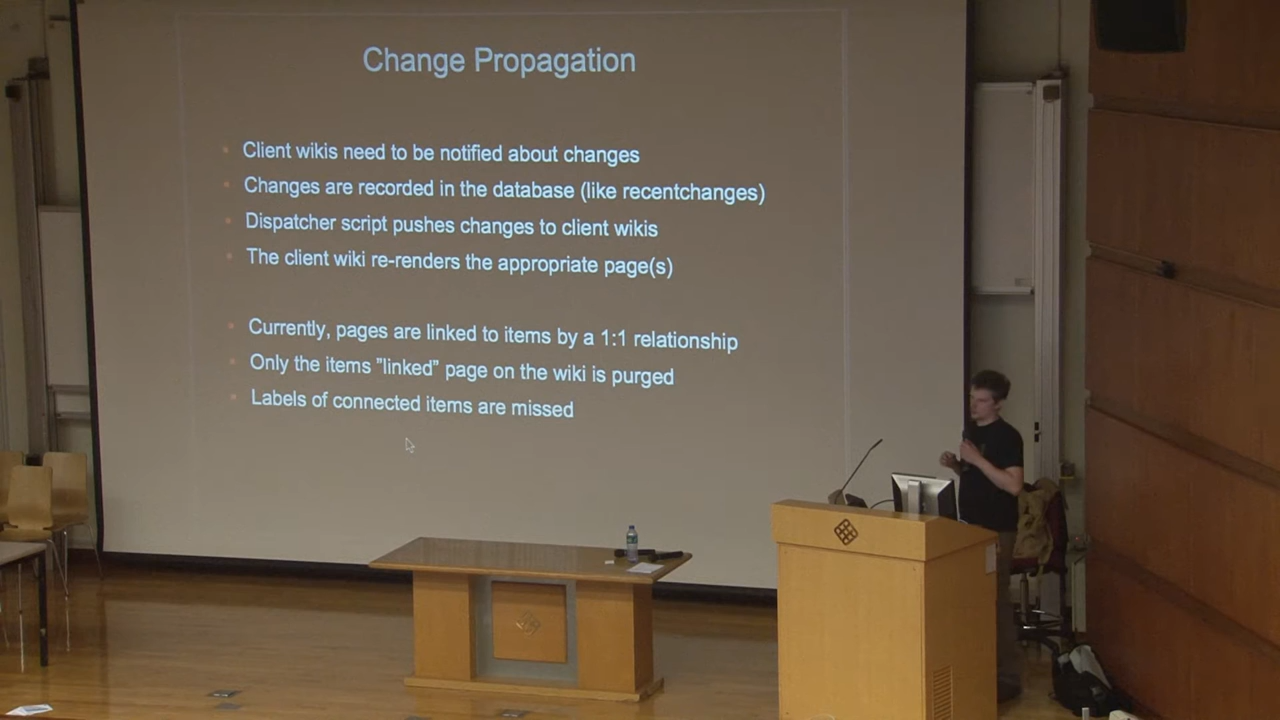 Change Propagation
Client wikis need to be notified about changes
Changes are recorded in the database (like recentchanges)
Dispatcher script pushes changes to client wikis
The client wiki re-renders the appropriate page(s)
Currently, pages are linked to items by a 1:1 relationship
Only the items "linked" page on the wiki is purged
Labels of connected items are missed